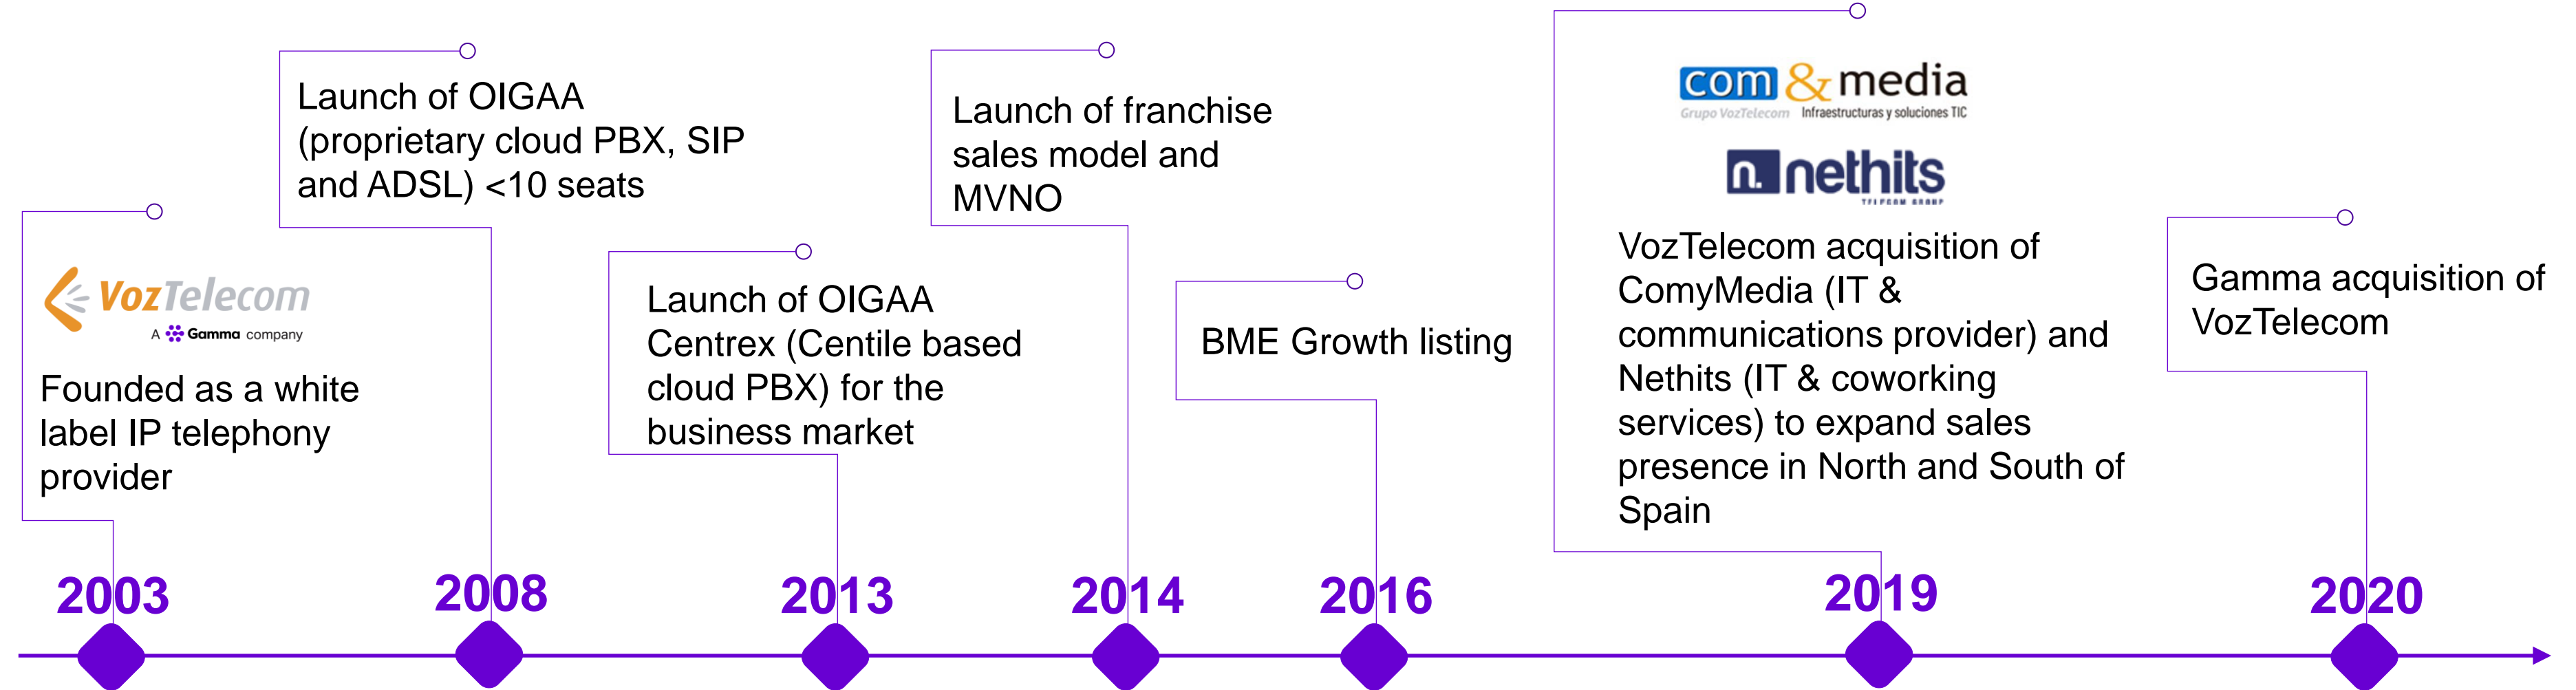 VozTelecom
A Gamma company
Founded as a white
label IP telephony
provider
2003
Launch of OIGAA
(proprietary cloud PBX, SIP
and ADSL) <10 seats
2008
Launch of OIGAA
Centrex (Centile based
cloud PBX) for the
business market
2013
Launch of franchise
sales model and
MVNO
2014
BME Growth listing
2016
com & media
Grupo VozTelecom Infraestructuras y soluciones TIC
n. nethits
TELECOM GROUP
VozTelecom acquisition of
ComyMedia (IT &
communications provider) and
Nethits (IT & coworking
services) to expand sales
presence in North and South of
Spain
2019
Gamma acquisition of
VozTelecom
2020